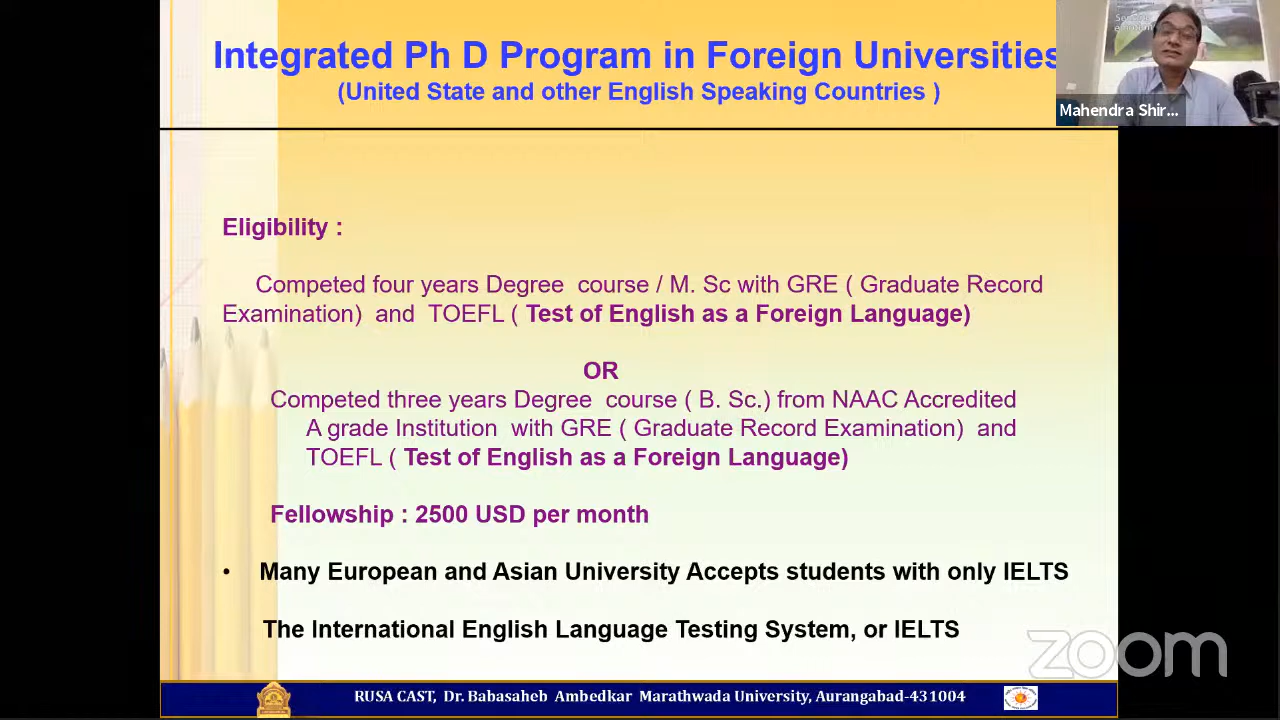 Integrated Ph D Program in Foreign Universities
(United State and other English Speaking Countries )
Mahendra Shir...
Eligibility :
Competed four years Degree course / M. Sc with GRE ( Graduate Record
Examination) and TOEFL ( Test of English as a Foreign Language)
OR
Competed three years Degree course ( B. Sc.) from NAAC Accredited
A grade Institution with GRE ( Graduate Record Examination) and
TOEFL ( Test of English as a Foreign Language)
Fellowship : 2500 USD per month
• Many European and Asian University Accepts students with only IELTS
The International English Language Testing System, or IELTS
zoom
RUSA CAST, Dr. Babasaheb Ambedkar Marathwada University, Aurangabad-431004